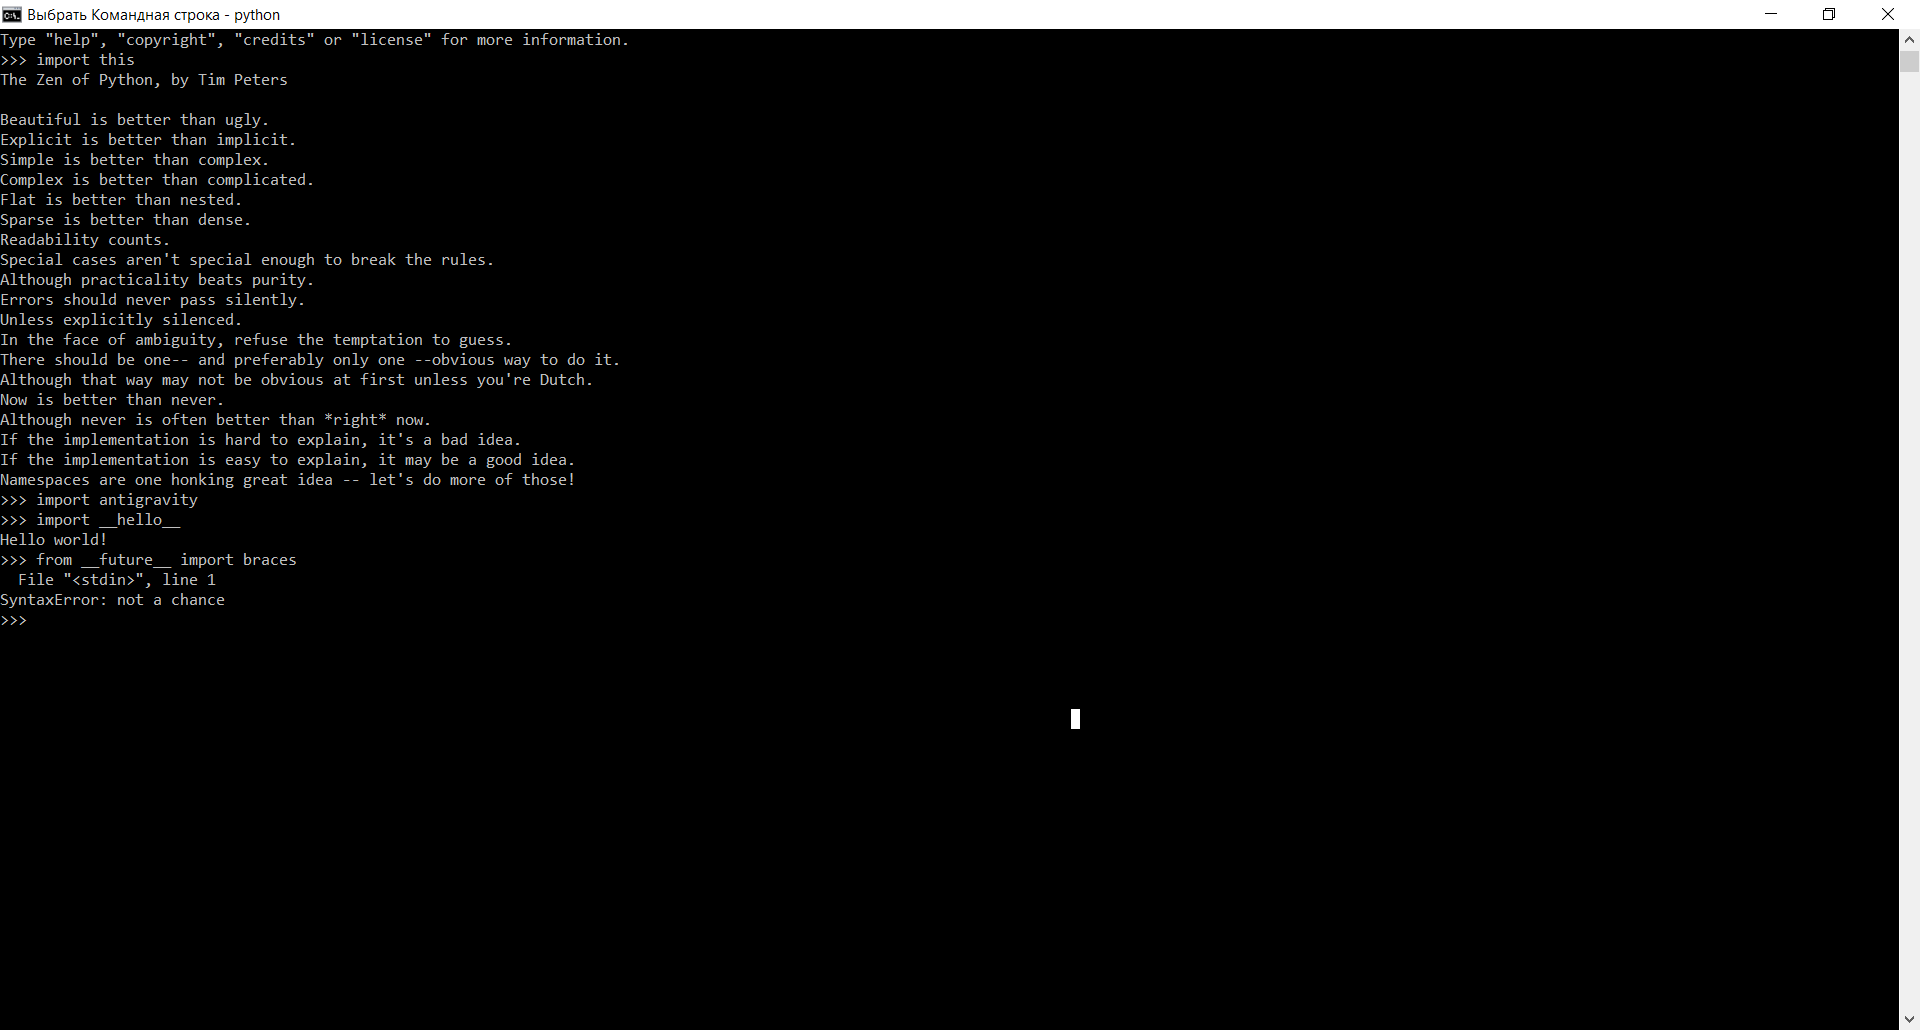 Выбрать Командная строка - python
Type "help", "copyright", "credits" or "license" for more information.
>>> import this
The Zen of Python, by Tim Peters

Beautiful is better than ugly.
Explicit is better than implicit.
Simple is better than complex.
Complex is better than complicated.
Flat is better than nested.
Sparse is better than dense.
Readability counts.
Special cases aren't special enough to break the rules.
Although practicality beats purity.
Errors should never pass silently.
Unless explicitly silenced.
In the face of ambiguity, refuse the temptation to guess.
There should be one-- and preferably only one --obvious way to do it.
Although that way may not be obvious at first unless you're Dutch.
Now is better than never.
Although never is often better than *right* now.
If the implementation is hard to explain, it's a bad idea.
If the implementation is easy to explain, it may be a good idea.
Namespaces are one honking great idea -- let's do more of those!
>>> import antigravity
>>> import __hello__
Hello world!
>>> from __future__ import braces
  File "<stdin>", line 1
SyntaxError: not a chance
>>>